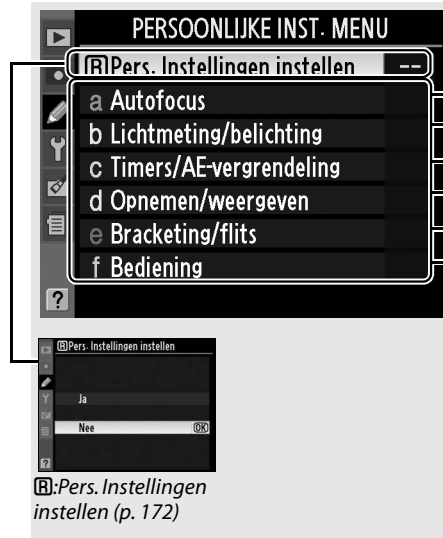 PERSOONLIJKE INST. MENU
R Pers. Instellingen instellen --
a Autofocus
b Lichtmeting/belichting
c Timers/AE-vergrendeling
d Opnemen/weergeven
e Bracketing/flits
f Bediening
?
R Pers. Instellingen instellen
Ja
Nee OK
?
R:Pers. Instellingen
instellen (p. 172)